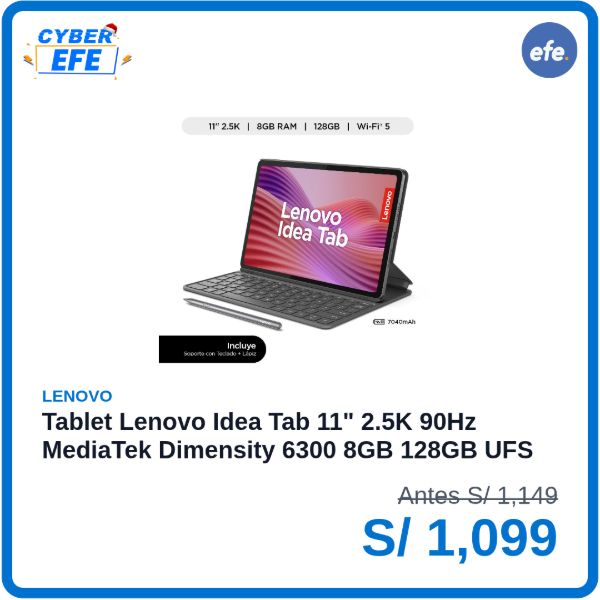 CYBER
EFE
efe.
11" 2.5K | 8GB RAM | 128GB | Wi-Fi® 5
Lenovo
Idea Tab
Lenovo
7040mAh
Incluye
Soporte con Teclado + Lápiz
LENOVO
Tablet Lenovo Idea Tab 11" 2.5K 90Hz
MediaTek Dimensity 6300 8GB 128GB UFS
Antes S/ 1,149
S/ 1,099